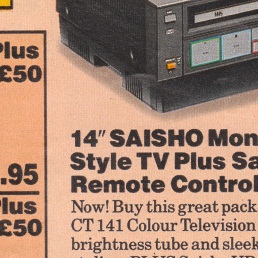 Plus
£50
.95
Plus
£50
VHS
14" SAISHO Mon
Style TV Plus Sa
Remote Control
Now! Buy this great pack
CT 141 Colour Television
brightness tube and sleek